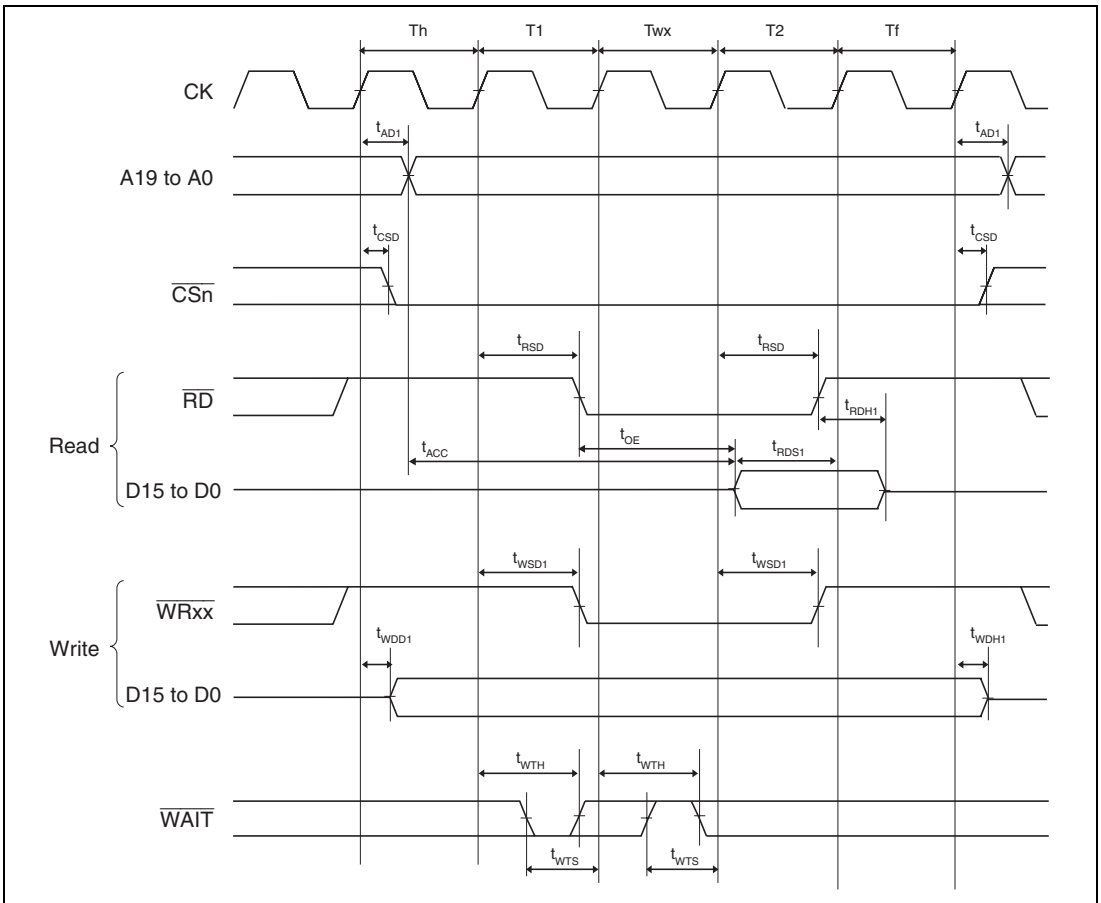 Th T1 Twx T2 Tf
CK
tAD1 tAD1
A19 to A0
tCSD tCSD
CSn
tRSD tRSD
RD
tRDH1
Read
tOE
tACC tRDS1
D15 to D0
tWSD1 tWSD1
WRxx
Write
tWDD1 tWDH1
D15 to D0
tWTH tWTH
WAIT
tWTS tWTS